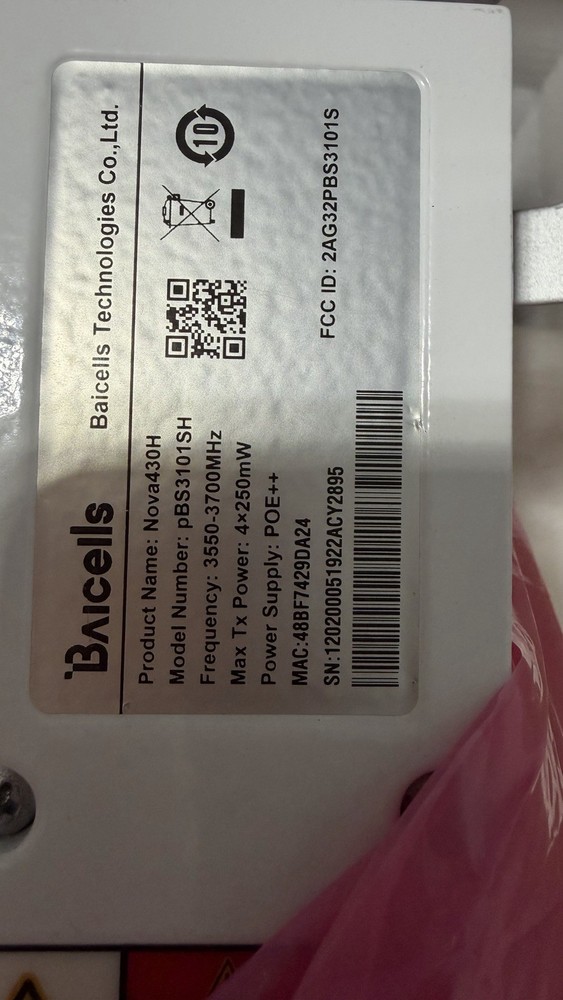 Baicells
Baicells Technologies Co.,Ltd.
Product Name: Nova430H
Model Number: pBS3101SH
Frequency: 3550-3700MHz
Max Tx Power: 4×250mW
Power Supply: POE++
MAC:48BF7429DA24
SN:120200051922ACY2895
10
FCC ID: 2AG32PBS3101S